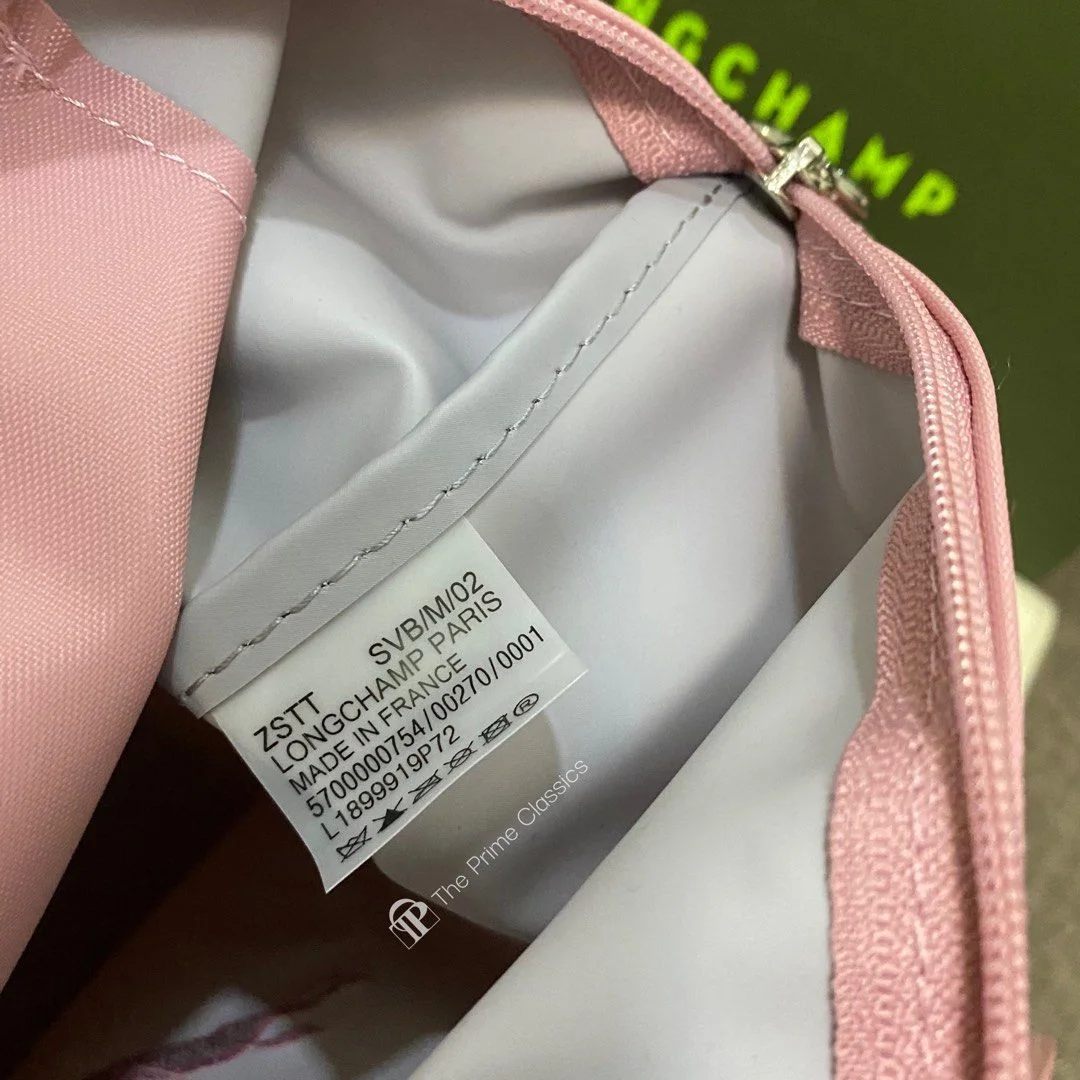 NGCHAMP
ZSTT SVB/M/02
LONGCHAMP PARIS
MADE IN FRANCE
5700000754/00270/0001
L1899919P72
The Prime Classics